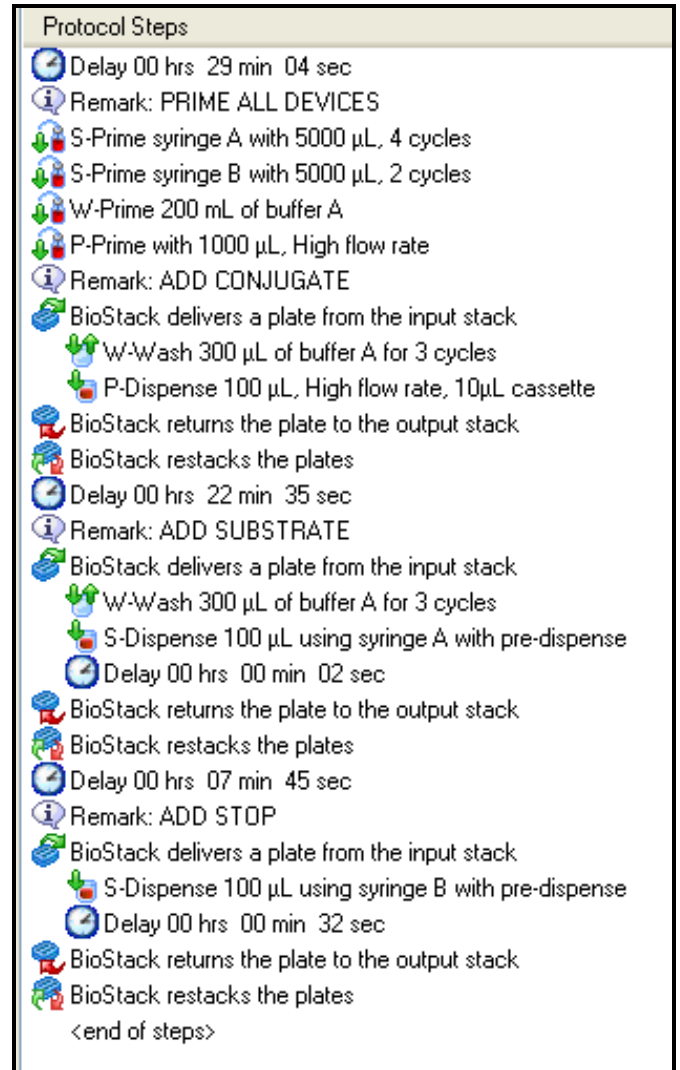 Protocol Steps
Delay 00 hrs 29 min 04 sec
Remark: PRIME ALL DEVICES
S-Prime syringe A with 5000 µL, 4 cycles
S-Prime syringe B with 5000 µL, 2 cycles
W-Prime 200 mL of buffer A
P-Prime with 1000 µL, High flow rate
Remark: ADD CONJUGATE
BioStack delivers a plate from the input stack
W-Wash 300 µL of buffer A for 3 cycles
P-Dispense 100 µL, High flow rate, 10µL cassette
BioStack returns the plate to the output stack
BioStack restacks the plates
Delay 00 hrs 22 min 35 sec
Remark: ADD SUBSTRATE
BioStack delivers a plate from the input stack
W-Wash 300 µL of buffer A for 3 cycles
S-Dispense 100 µL using syringe A with pre-dispense
Delay 00 hrs 00 min 02 sec
BioStack returns the plate to the output stack
BioStack restacks the plates
Delay 00 hrs 07 min 45 sec
Remark: ADD STOP
BioStack delivers a plate from the input stack
S-Dispense 100 µL using syringe B with pre-dispense
Delay 00 hrs 00 min 32 sec
BioStack returns the plate to the output stack
BioStack restacks the plates
<end of steps>